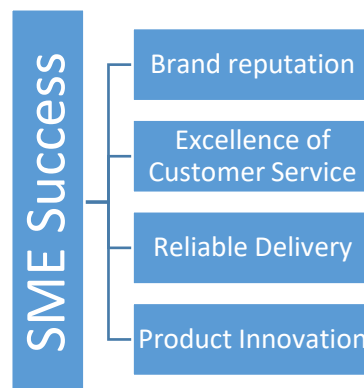 SME Success
Brand reputation
Excellence of
Customer Service
Reliable Delivery
Product Innovation